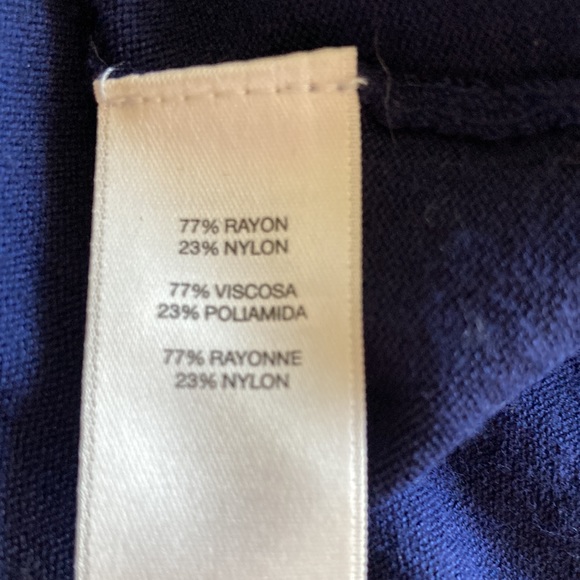 77% RAYON
23% NYLON
77% VISCOSA
23% POLIAMIDA
77% RAYONNE
23% NYLON